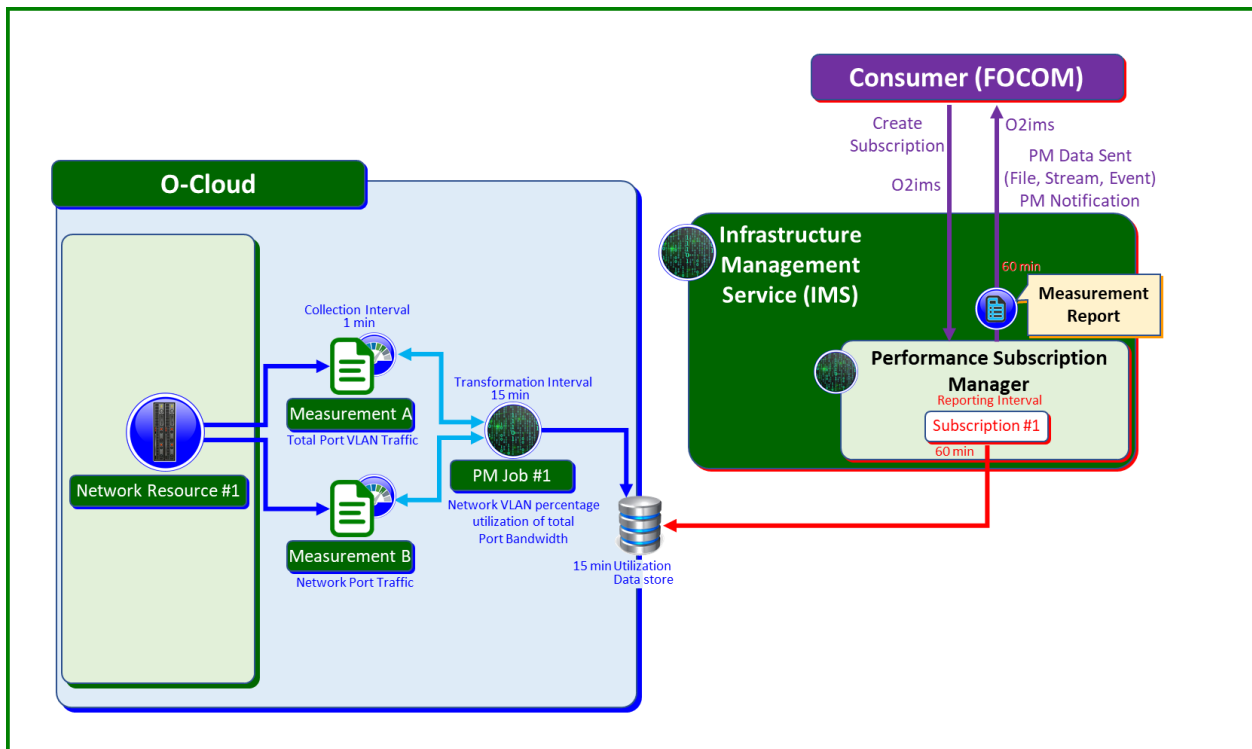 Consumer (FOCOM)
Create
Subscription
O2ims
O2ims
PM Data Sent
(File, Stream, Event)
PM Notification
O-Cloud
Infrastructure
Management
Service (IMS)
60 min
Measurement
Report
Collection Interval
1 min
Measurement A
Total Port VLAN Traffic
Transformation Interval
15 min
Performance Subscription
Manager
Reporting Interval
Subscription #1
60 min
Network Resource #1
PM Job #1
Network VLAN percentage
utilization of total
Port Bandwidth
Measurement B
Network Port Traffic
15 min Utilization
Data store